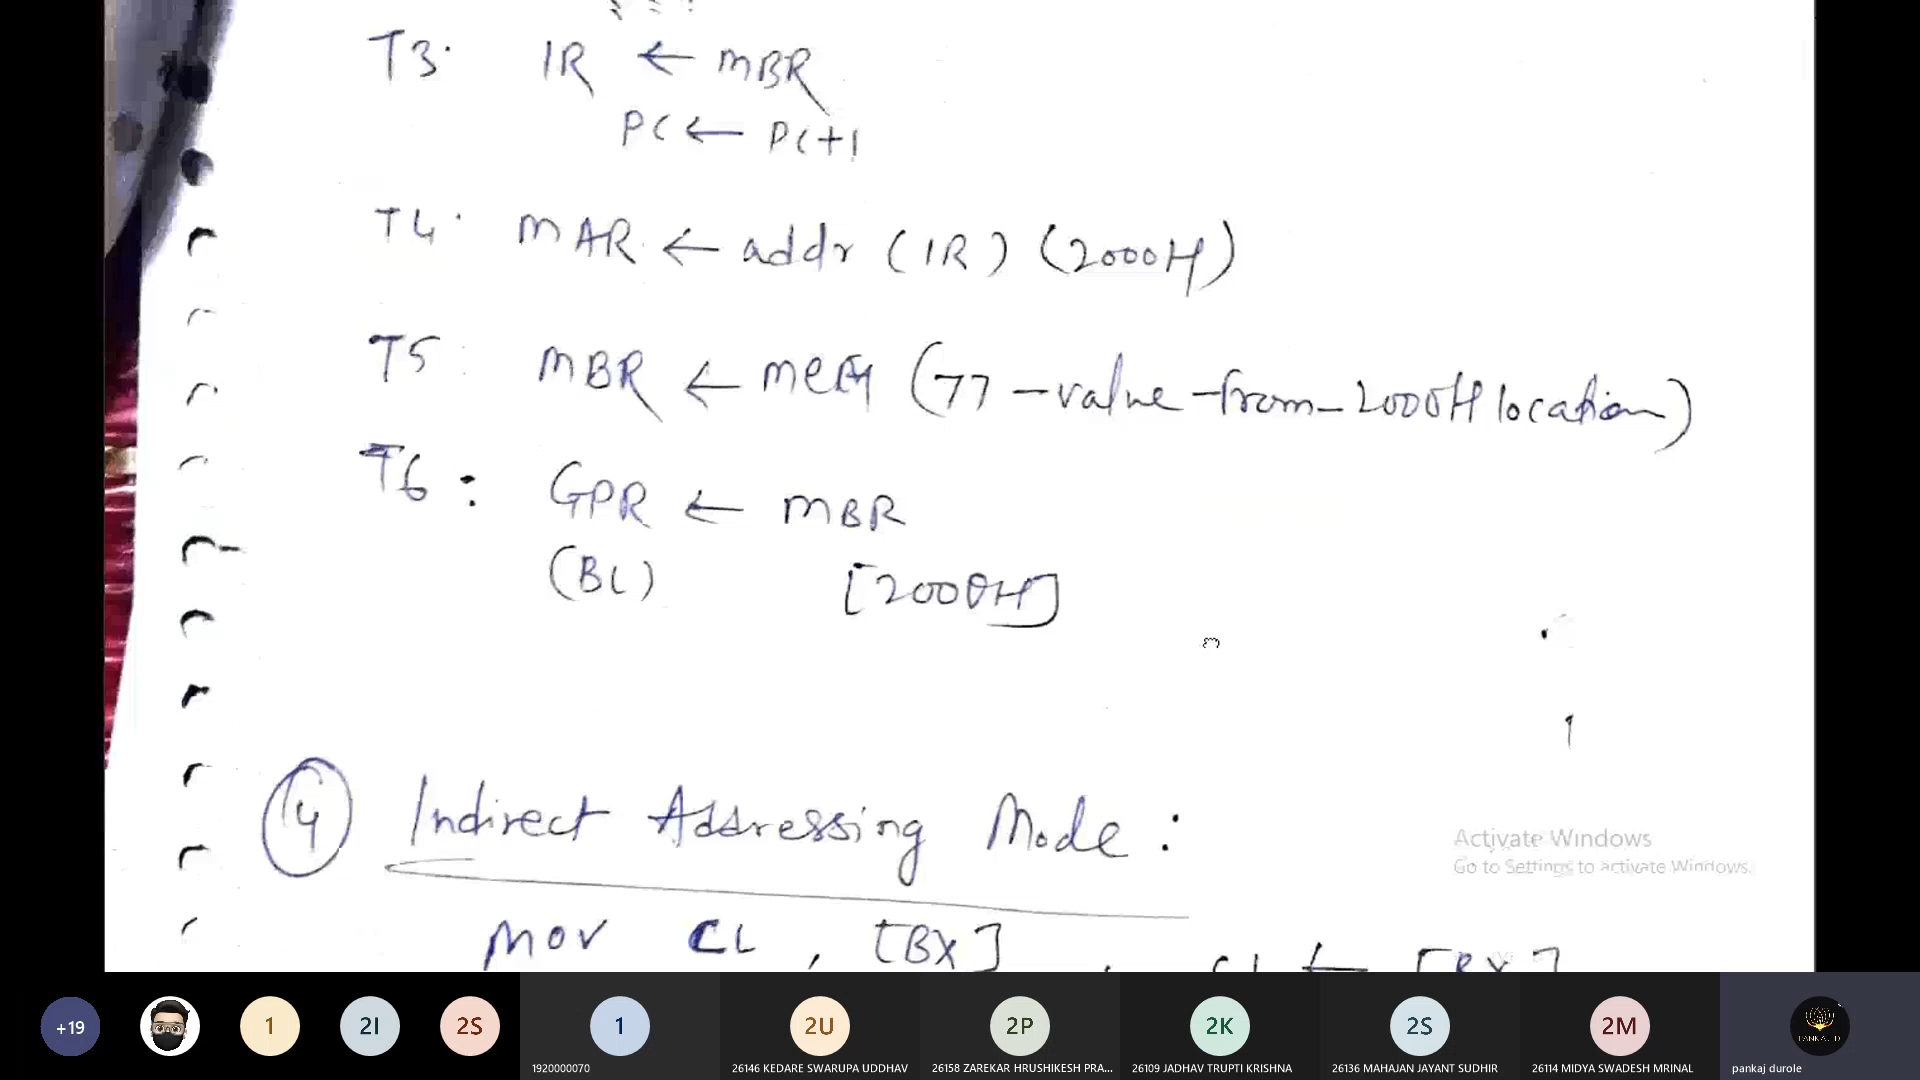 T3. IR ← MBR
PC ← PC+1
T4. MAR ← addr (IR) (2000H)
T5 MBR ← mem (77 – value – from – 2000H location)
T6 : GPR ← MBR
(BL) [2000H]
4 Indirect Addressing Mode :
Activate Windows
Go to Settings to activate Windows.
MOV CL , [BX] , CL ← [BX]
+19 1 2I 2S 1 2U 2P 2K 2S 2M PANKAJ D
1920000070 26146 KEDARE SWARUPA UDDHAV 26158 ZAREKAR HRUSHIKESH PRA... 26109 JADHAV TRUPTI KRISHNA 26136 MAHAJAN JAYANT SUDHIR 26114 MIDYA SWADESH MRINAL pankaj durole